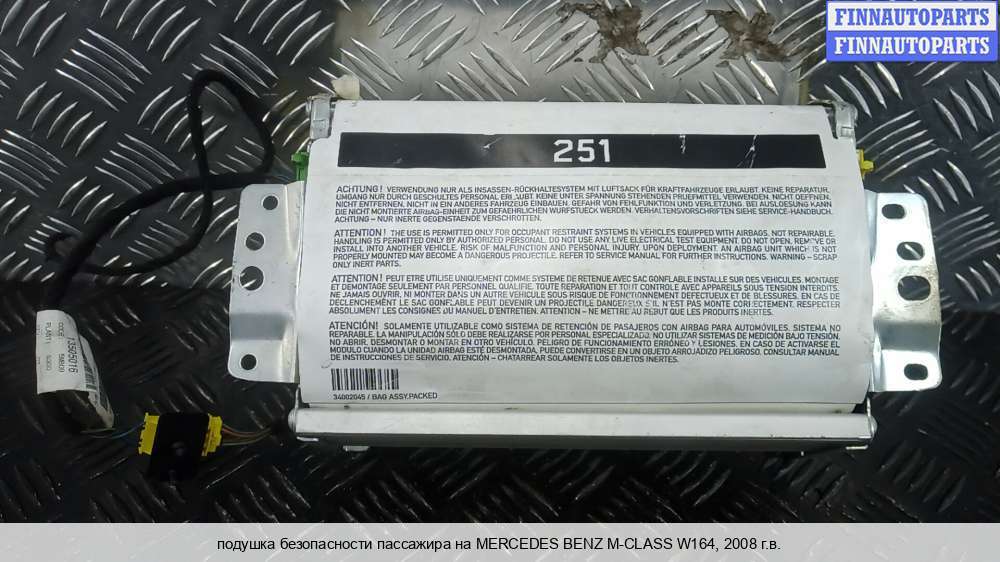 FINNAUTOPARTS
FINNAUTOPARTS
251
ACHTUNG! VERWENDUNG NUR ALS INSASSEN-RÜCKHALTESYSTEM MIT LUFTSACK FÜR KRAFTFAHRZEUGE ERLAUBT. KEINE REPARATUR,
UMGANG NUR DURCH GESCHULTES PERSONAL ERLAUBT. KEINE UNTER SPANNUNG STEHENDEN PRUEFMITTEL VERWENDEN. NICHT OEFFNEN,
NICHT ENTFERNEN, NICHT IN EIN ANDERES FAHRZEUG EINBAUEN. GEFAHR VON FEHLFUNKTION UND VERLETZUNG. BEI AUSLOESUNG KANN
DIE NICHT MONTIERTE AIRBAG-EINHEIT ZUM GEFAEHRLICHEN WURFSTUECK WERDEN. VERHALTENSVORSCHRIFTEN SIEHE SERVICE-HANDBUCH.
ACHTUNG – NUR INERTE GEGENSTAENDE VERSCHROTTEN.
ATTENTION! THE USE IS PERMITTED ONLY FOR OCCUPANT RESTRAINT SYSTEMS IN VEHICLES EQUIPPED WITH AIRBAGS. NOT REPAIRABLE.
HANDLING IS PERMITTED ONLY BY AUTHORIZED PERSONAL. DO NOT USE ANY LIVE ELECTRICAL TEST EQUIPMENT. DO NOT OPEN, REMOVE OR
INSTALL INTO ANOTHER VEHICLE. RISK OF MALFUNCTION AND PERSONAL INJURY. UPON DEPLOYMENT. AN AIRBAG UNIT WHICH IS NOT
PROPERLY MOUNTED MAY BECOME A DANGEROUS PROJECTILE. REFER TO SERVICE MANUAL FOR FURTHER INSTRUCTIONS. WARNING – SCRAP
ONLY INERT PARTS.
ATTENTION! PEUT ETRE UTILISE UNIQUEMENT COMME SYSTEME DE RETENUE AVEC SAC GONFLABLE INSTALLE SUR DES VEHICULES. MONTAGE
ET DEMONTAGE SEULEMENT PAR PERSONNEL QUALIFIE. TOUTE REPARATION ET TOUT CONTROLE AVEC APPAREILS SOUS TENSION INTERDITS.
NE JAMAIS OUVRIR, NI MONTER DANS UN AUTRE VEHICULE SOUS RISQUE DE FONCTIONNEMENT DEFECTUEUX ET DE BLESSURES. EN CAS DE
DÉCLENCHEMENT LE SAC GONFLABLE PEUT DEVENIR UN PROJECTILE DANGEREUX S'IL N'EST PAS MONTE CORRECTEMENT. RESPECTER
ABSOLUMENT LES CONSIGNES DU MANUEL D'ENTRETIEN. ATTENTION – NE METTRE AU REBUT QUE LES PRODUITS INERTES.
ATENCIÓN! SOLAMENTE UTILIZABLE COMO SISTEMA DE RETENCIÓN DE PASAJEROS CON AIRBAG PARA AUTOMÓVILES. SISTEMA NO
REPARABLE. LA MANIPULACIÓN SÓLO DEBE REALIZARSE POR PERSONAL ESPECIALIZADO. NO UTILIZAR SISTEMAS DE MEDICIÓN BAJO TENSIÓN,
NO ABRIR, DESMONTAR O MONTAR EN OTRO VEHÍCULO. PELIGRO DE FUNCIONAMIENTO ERRÓNEO Y LESIONES. EN CASO DE ACTIVARSE EL
MODULO CUANDO LA UNIDAD AIRBAG ESTÉ DESMONTADA, PUEDE CONVERTIRSE EN UN OBJETO ARROJADIZO PELIGROSO. CONSULTAR MANUAL
DE INSTRUCCIONES DE SERVICIO. ATENCIÓN – CHATARREAR SOLAMENTE LOS OBJETOS INERTES.
34002045 / BAG ASSY.PACKED
13505016
подушка безопасности пассажира на MERCEDES BENZ M-CLASS W164, 2008 г.в.